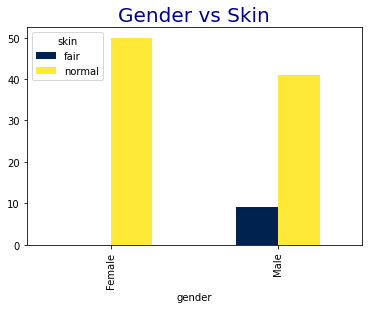 Gender vs Skin
skin
fair
normal
50
40
30
20
10
0
Female
Male
gender